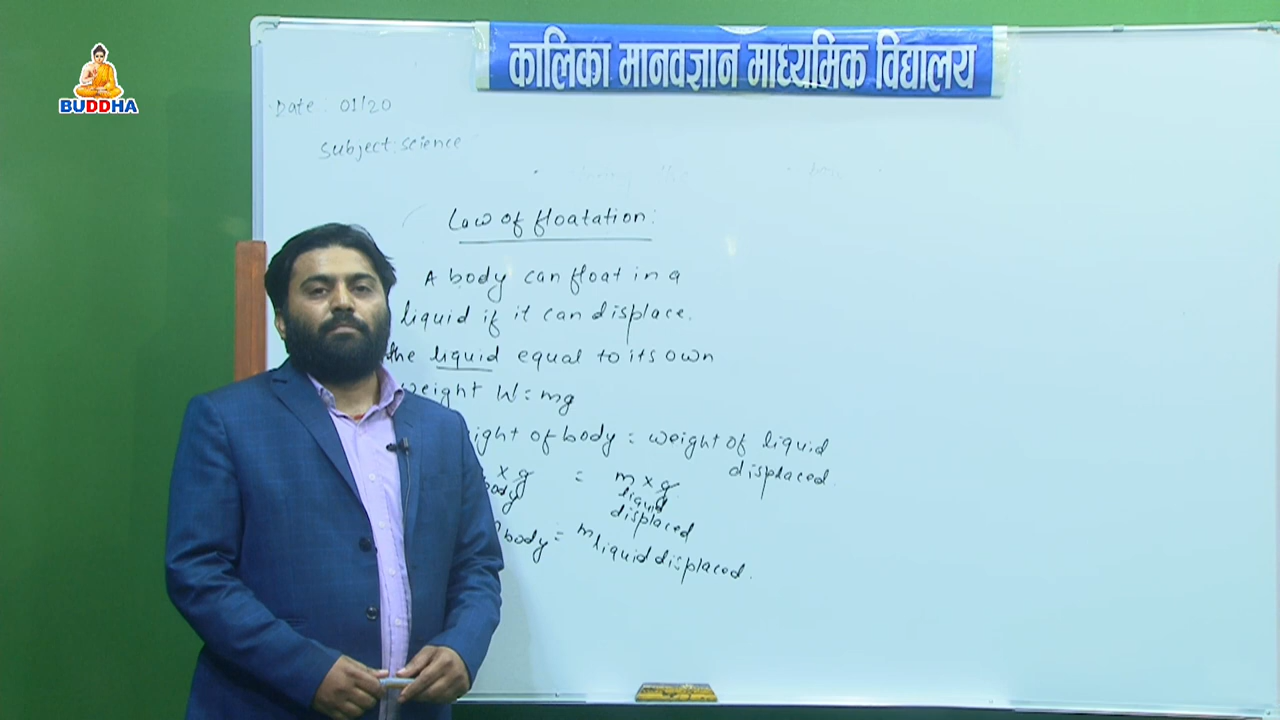 BUDDHA
कालिका मानवज्ञान माध्यमिक विद्यालय
Date: 01/20
Subject: science
Law of floatation:
A body can float in a
liquid if it can displace.
the liquid equal to its own
weight W = mg
of body = weight of liquid
displaced.
x g = m x g
body liquid
displaced
body = m liquid displaced.